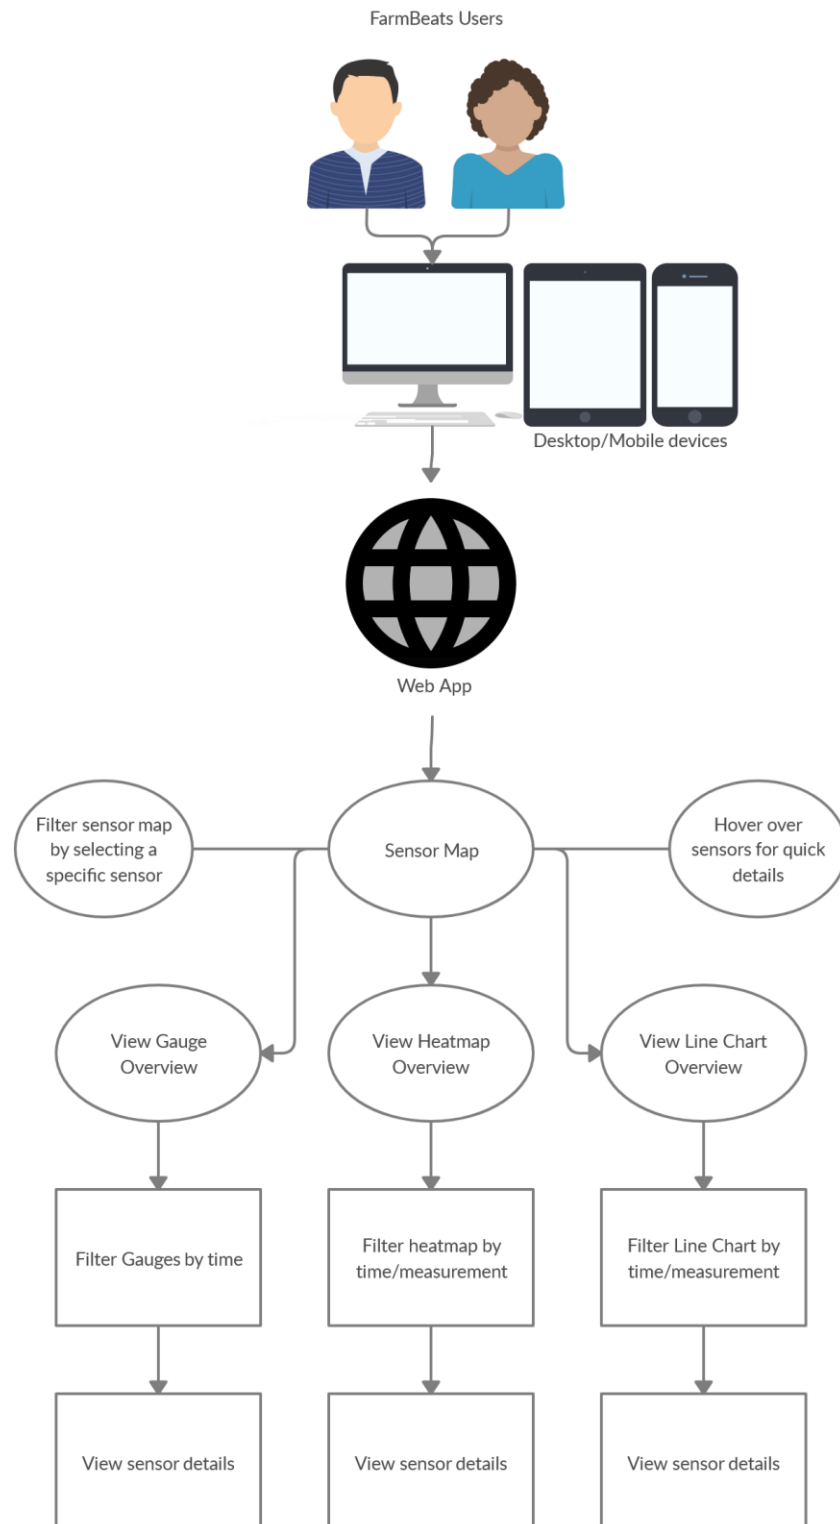 FarmBeats Users
Desktop/Mobile devices
Web App
Filter sensor map
by selecting a
specific sensor
Sensor Map
Hover over
sensors for quick
details
View Gauge
Overview
View Heatmap
Overview
View Line Chart
Overview
Filter Gauges by time
Filter heatmap by
time/measurement
Filter Line Chart by
time/measurement
View sensor details
View sensor details
View sensor details